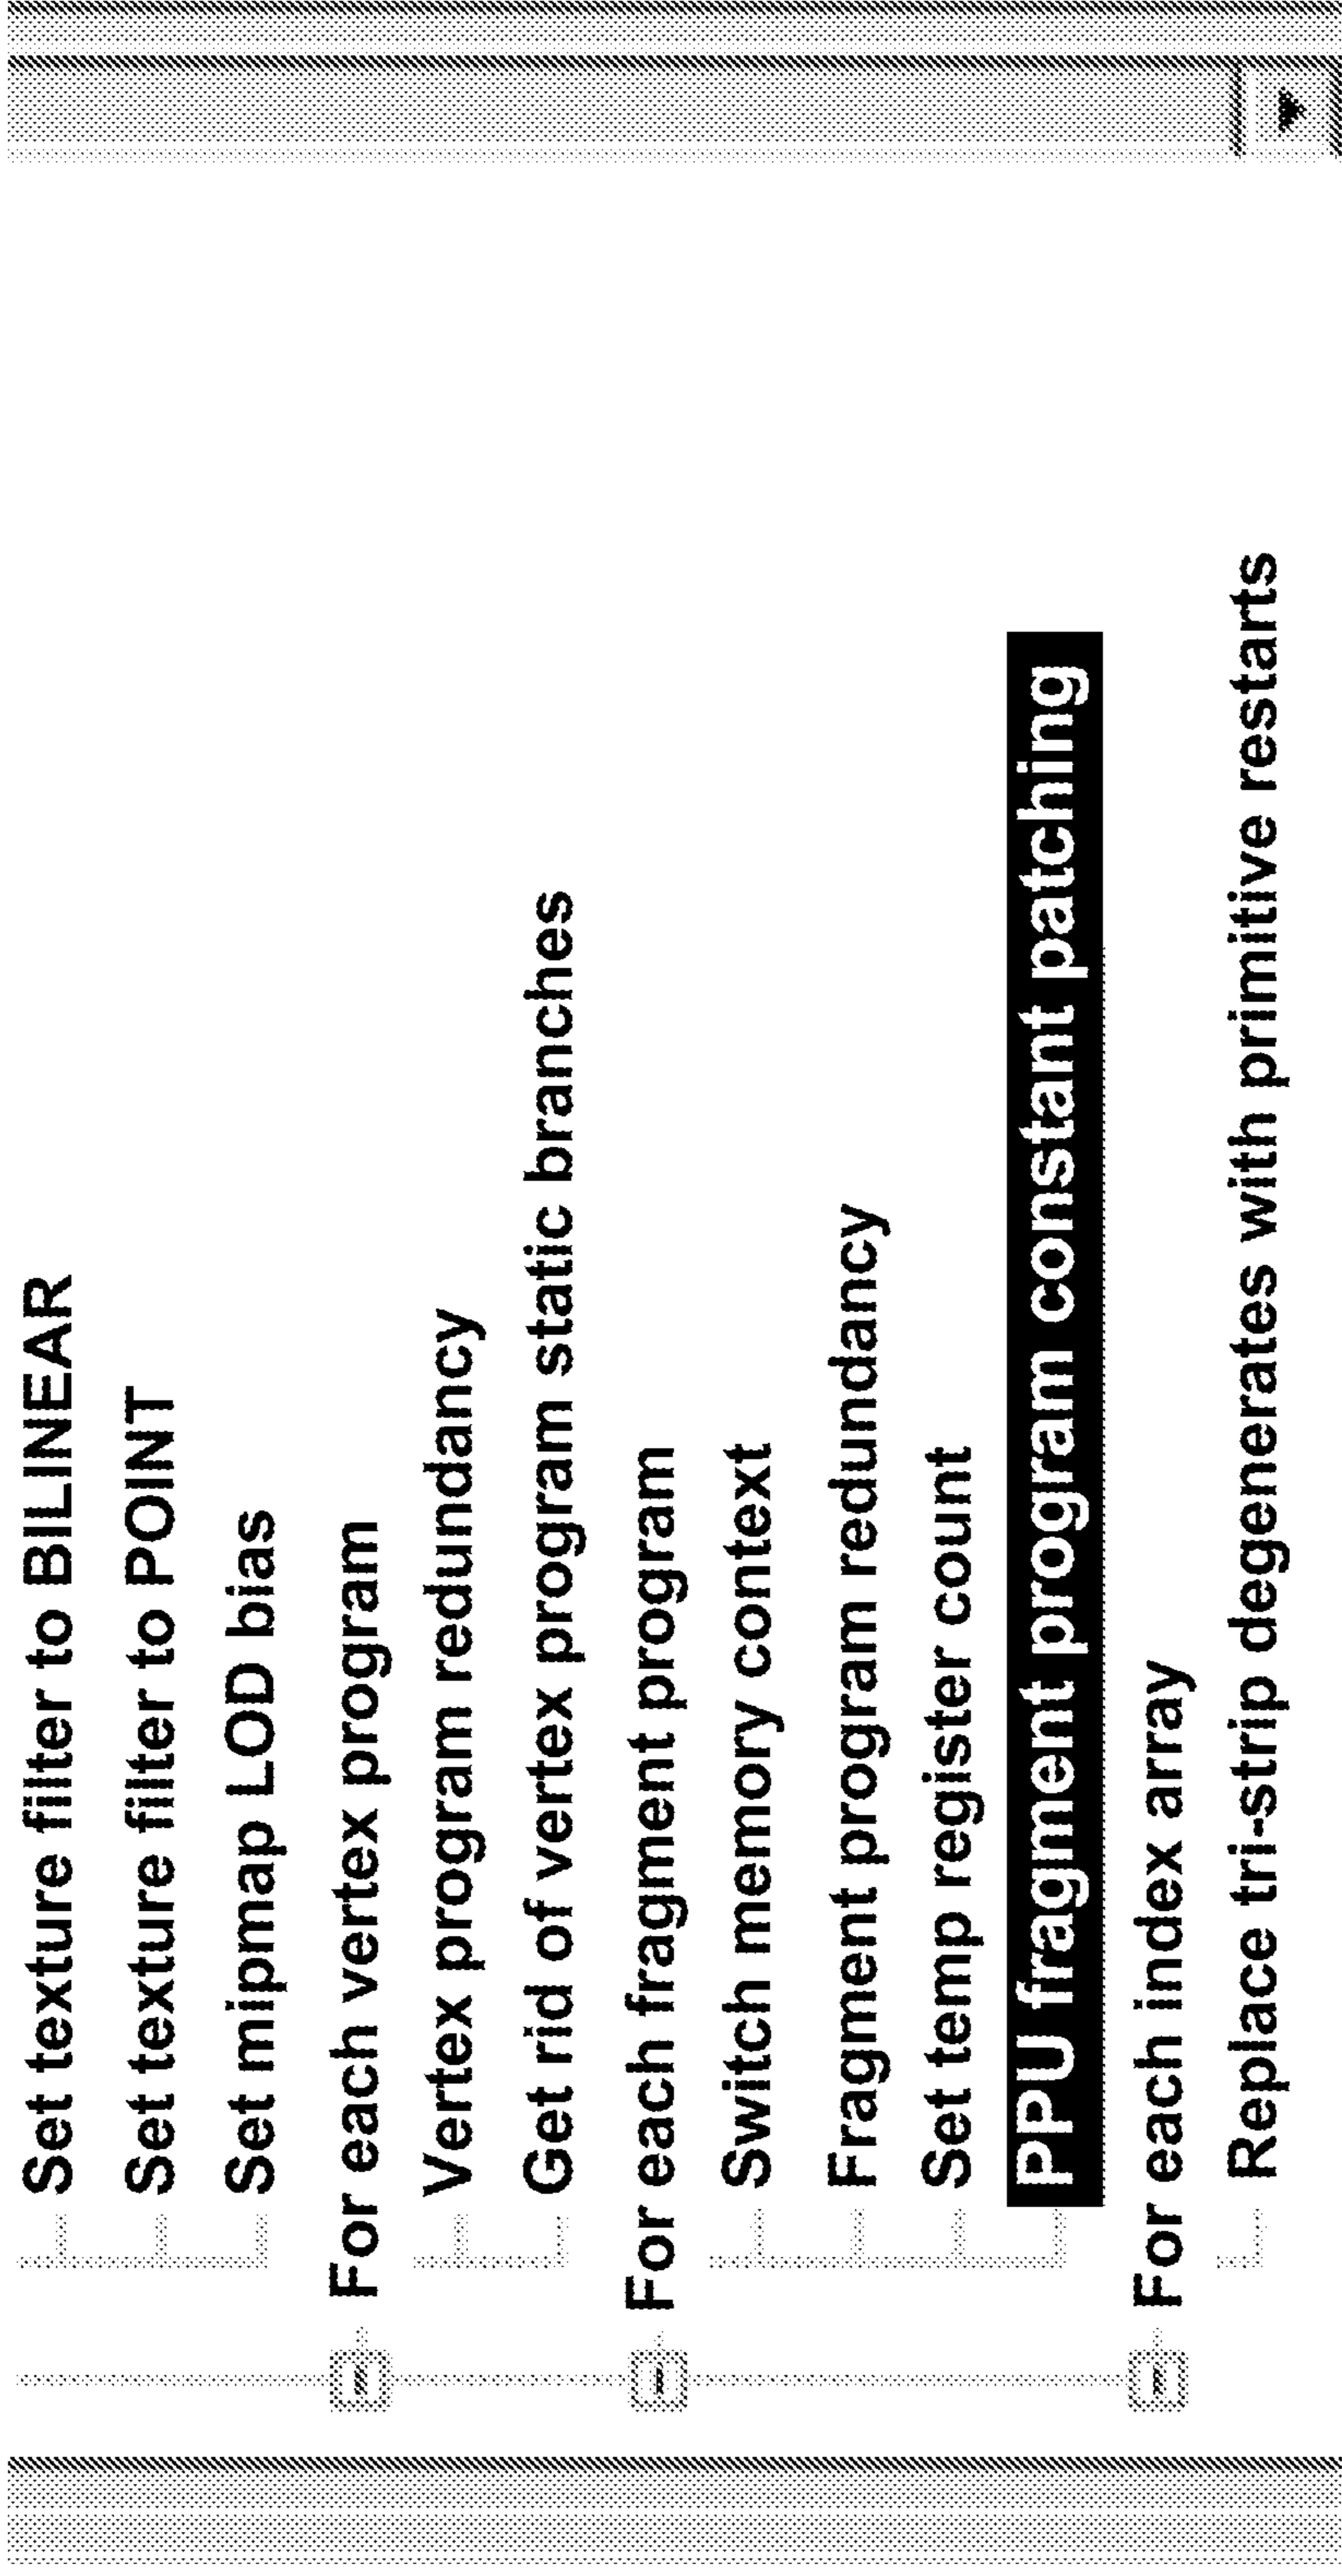 Set texture filter to BILINEAR
Set texture filter to POINT
Set mipmap LOD bias
For each vertex program
Vertex program redundancy
Get rid of vertex program static branches
For each fragment program
Switch memory context
Fragment program redundancy
Set temp register count
PPU fragment program constant patching
For each index array
Replace tri-strip degenerates with primitive restarts